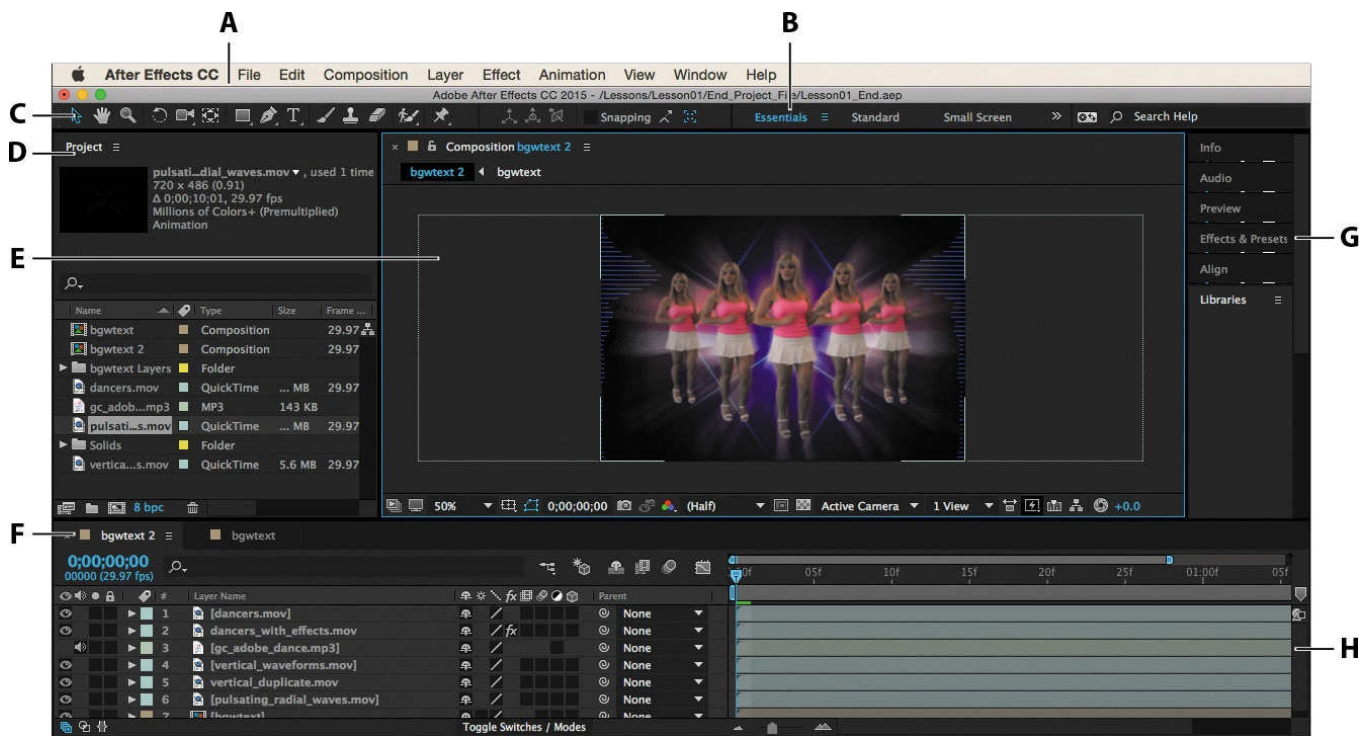 A
B
After Effects CC File Edit Composition Layer Effect Animation View Window Help
Adobe After Effects CC 2015 - /Lessons/Lesson01/End_Project_File/Lesson01_End.aep
C
Snapping Essentials Standard Small Screen » Search Help
D
Project
pulsati...dial_waves.mov ▾, used 1 time
720 x 486 (0.91)
Δ 0;00;10;01, 29.97 fps
Millions of Colors+ (Premultiplied)
Animation
Name Type Size Frame ...
bgwtext Composition 29.97
bgwtext 2 Composition 29.97
bgwtext Layers Folder
dancers.mov QuickTime ... MB 29.97
gc_adob...mp3 MP3 143 KB
pulsati...s.mov QuickTime ... MB 29.97
Solids Folder
vertica...s.mov QuickTime 5.6 MB 29.97
8 bpc
× Composition bgwtext 2
bgwtext 2 bgwtext
E
50% 0;00;00;00 (Half) Active Camera 1 View +0.0
Info
Audio
Preview
Effects & Presets
G
Align
Libraries
F
× bgwtext 2 bgwtext
0;00;00;00
00000 (29.97 fps)
# Layer Name fx Parent
00f 05f 10f 15f 20f 25f 01:00f 05f
1 [dancers.mov] None
2 dancers_with_effects.mov fx None
3 [gc_adobe_dance.mp3] None
4 [vertical_waveforms.mov] None
5 vertical_duplicate.mov None
6 [pulsating_radial_waves.mov] None
7 [bgwtext] None
H
Toggle Switches / Modes